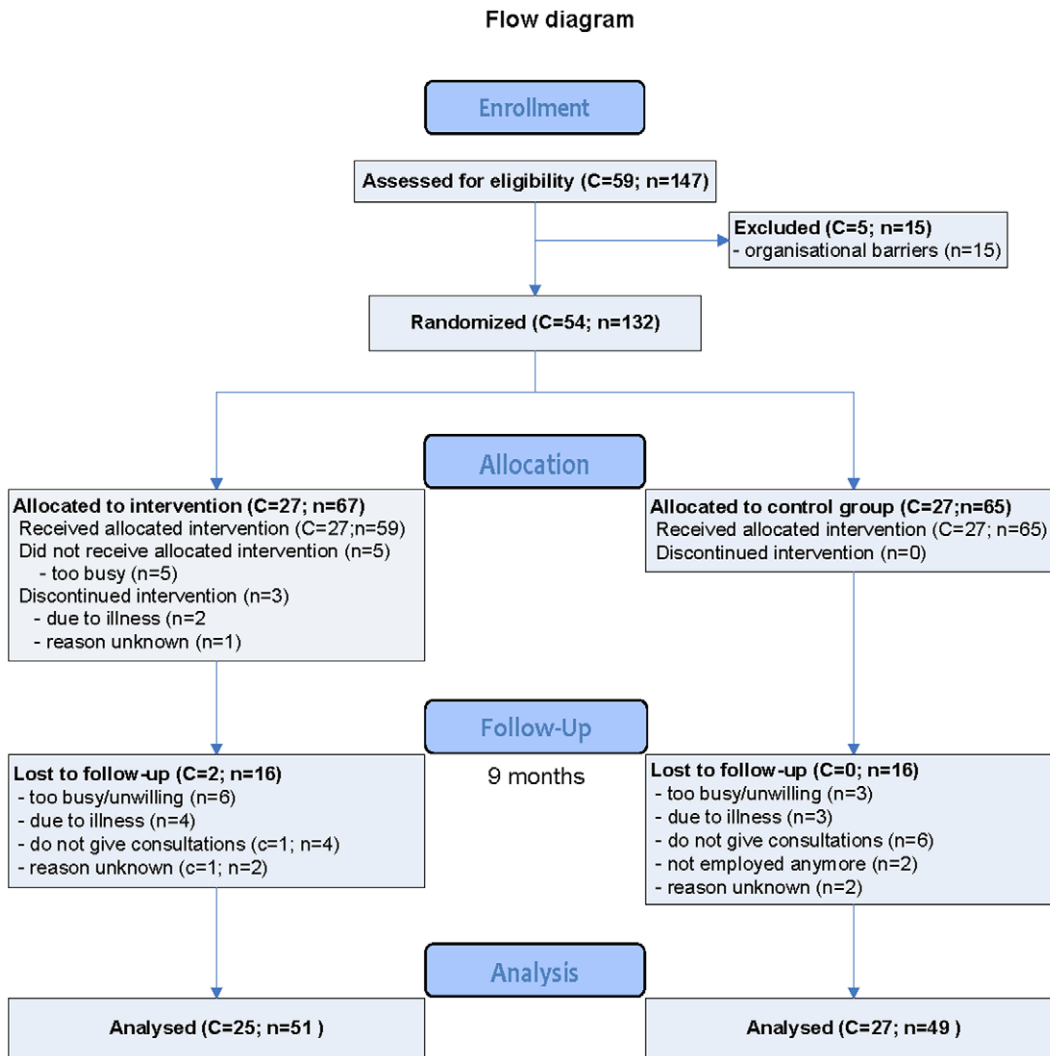 Flow diagram
Enrollment
Assessed for eligibility (C=59; n=147)
Excluded (C=5; n=15)
- organisational barriers (n=15)
Randomized (C=54; n=132)
Allocation
Allocated to intervention (C=27; n=67)
Received allocated intervention (C=27;n=59)
Did not receive allocated intervention (n=5)
- too busy (n=5)
Discontinued intervention (n=3)
- due to illness (n=2
- reason unknown (n=1)
Allocated to control group (C=27;n=65)
Received allocated intervention (C=27; n=65)
Discontinued intervention (n=0)
Follow-Up
9 months
Lost to follow-up (C=2; n=16)
- too busy/unwilling (n=6)
- due to illness (n=4)
- do not give consultations (c=1; n=4)
- reason unknown (c=1; n=2)
Lost to follow-up (C=0; n=16)
- too busy/unwilling (n=3)
- due to illness (n=3)
- do not give consultations (n=6)
- not employed anymore (n=2)
- reason unknown (n=2)
Analysis
Analysed (C=25; n=51 )
Analysed (C=27; n=49 )